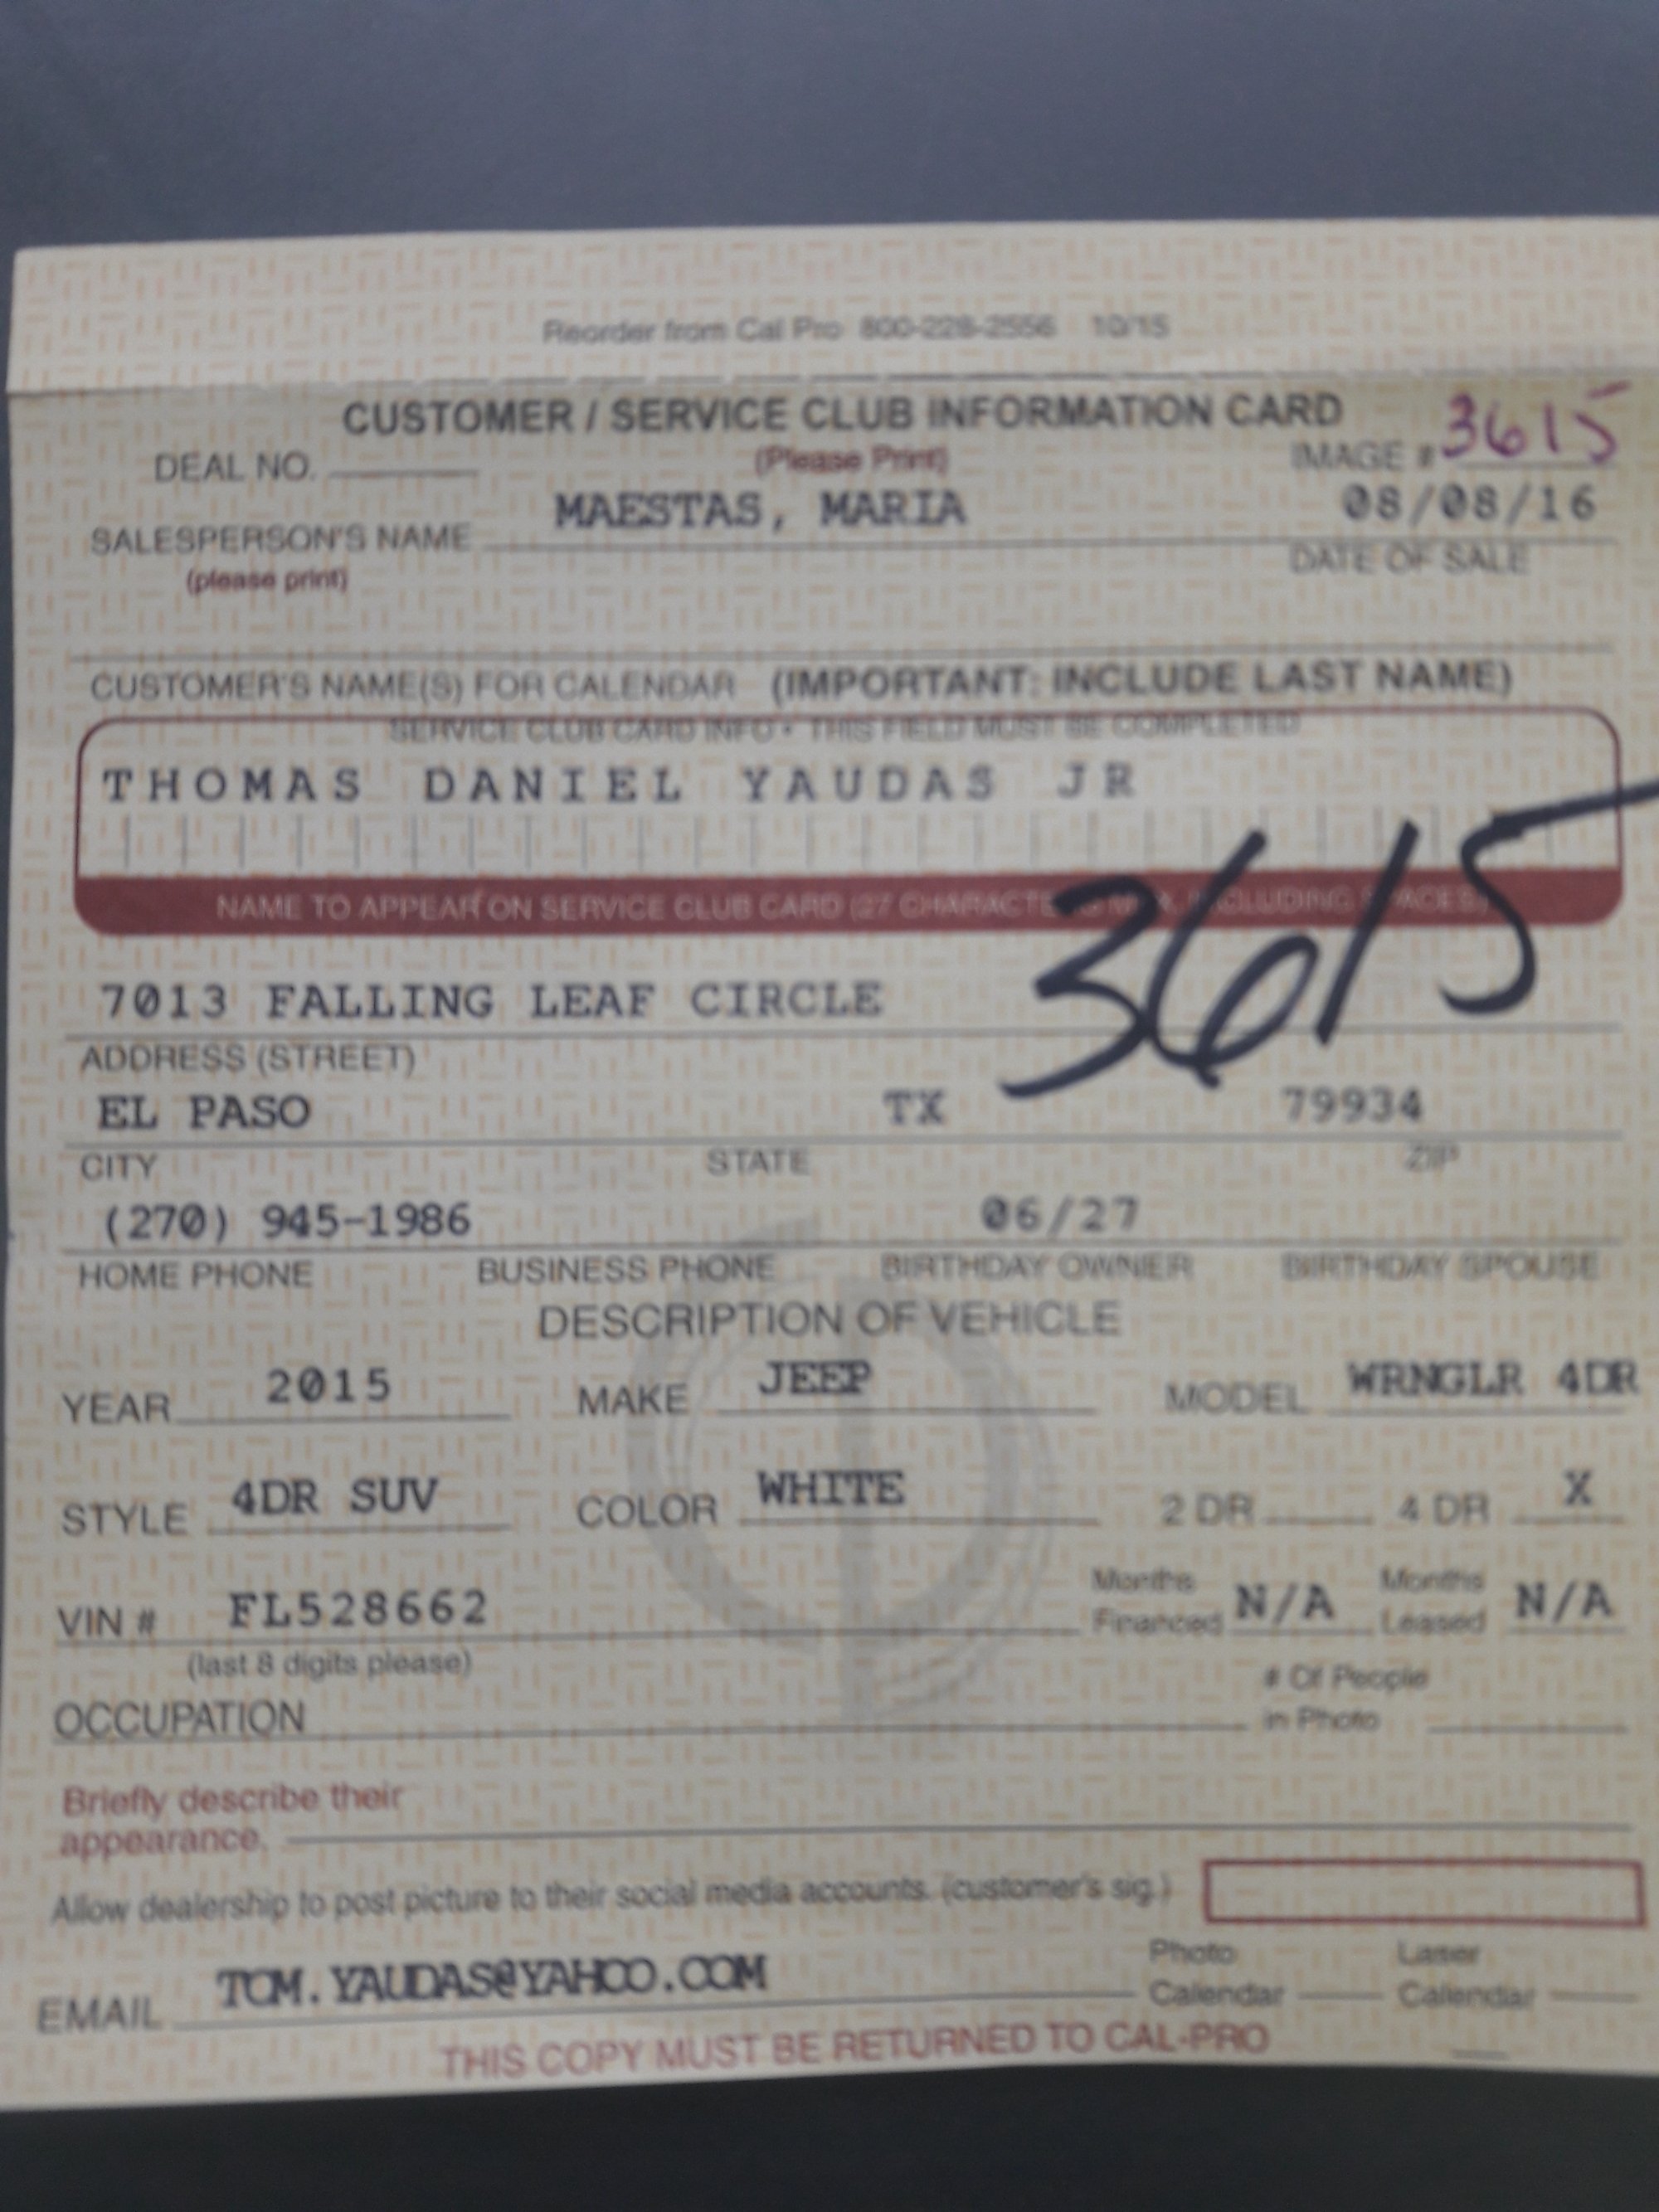 Reorder from Cal Pro 800-228-2556 10/15
CUSTOMER / SERVICE CLUB INFORMATION CARD
DEAL NO. (Please Print) IMAGE # 3615
SALESPERSON'S NAME MAESTAS, MARIA 08/08/16
(please print) DATE OF SALE
CUSTOMER'S NAME(S) FOR CALENDAR (IMPORTANT: INCLUDE LAST NAME)
SERVICE CLUB CARD INFO • THIS FIELD MUST BE COMPLETED
THOMAS DANIEL YAUDAS JR
3615
NAME TO APPEAR ON SERVICE CLUB CARD (27 CHARACTERS MAX, INCLUDING SPACES)
7013 FALLING LEAF CIRCLE
ADDRESS (STREET)
EL PASO TX 79934
CITY STATE ZIP
(270) 945-1986 06/27
HOME PHONE BUSINESS PHONE BIRTHDAY OWNER BIRTHDAY SPOUSE
DESCRIPTION OF VEHICLE
YEAR 2015 MAKE JEEP MODEL WRNGLR 4DR
STYLE 4DR SUV COLOR WHITE 2 DR 4 DR X
VIN # FL528662 Months Financed N/A Months Leased N/A
(last 8 digits please)
OCCUPATION # Of People in Photo
Briefly describe their
appearance.
Allow dealership to post picture to their social media accounts. (customer's sig.)
EMAIL TOM.YAUDAS@YAHOO.COM Photo Calendar Laser Calendar
THIS COPY MUST BE RETURNED TO CAL-PRO